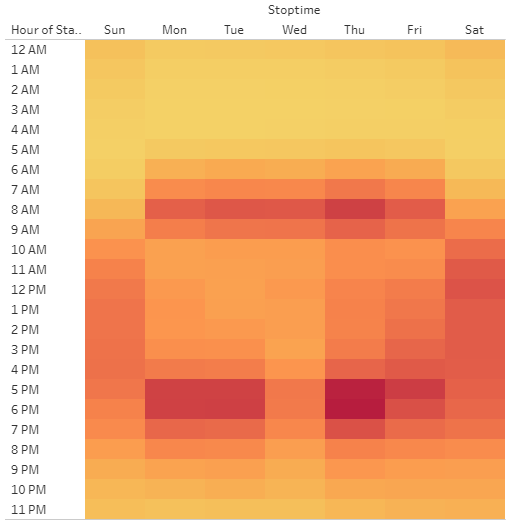 Stoptime
Hour of Sta.. Sun Mon Tue Wed Thu Fri Sat
12 AM
1 AM
2 AM
3 AM
4 AM
5 AM
6 AM
7 AM
8 AM
9 AM
10 AM
11 AM
12 PM
1 PM
2 PM
3 PM
4 PM
5 PM
6 PM
7 PM
8 PM
9 PM
10 PM
11 PM